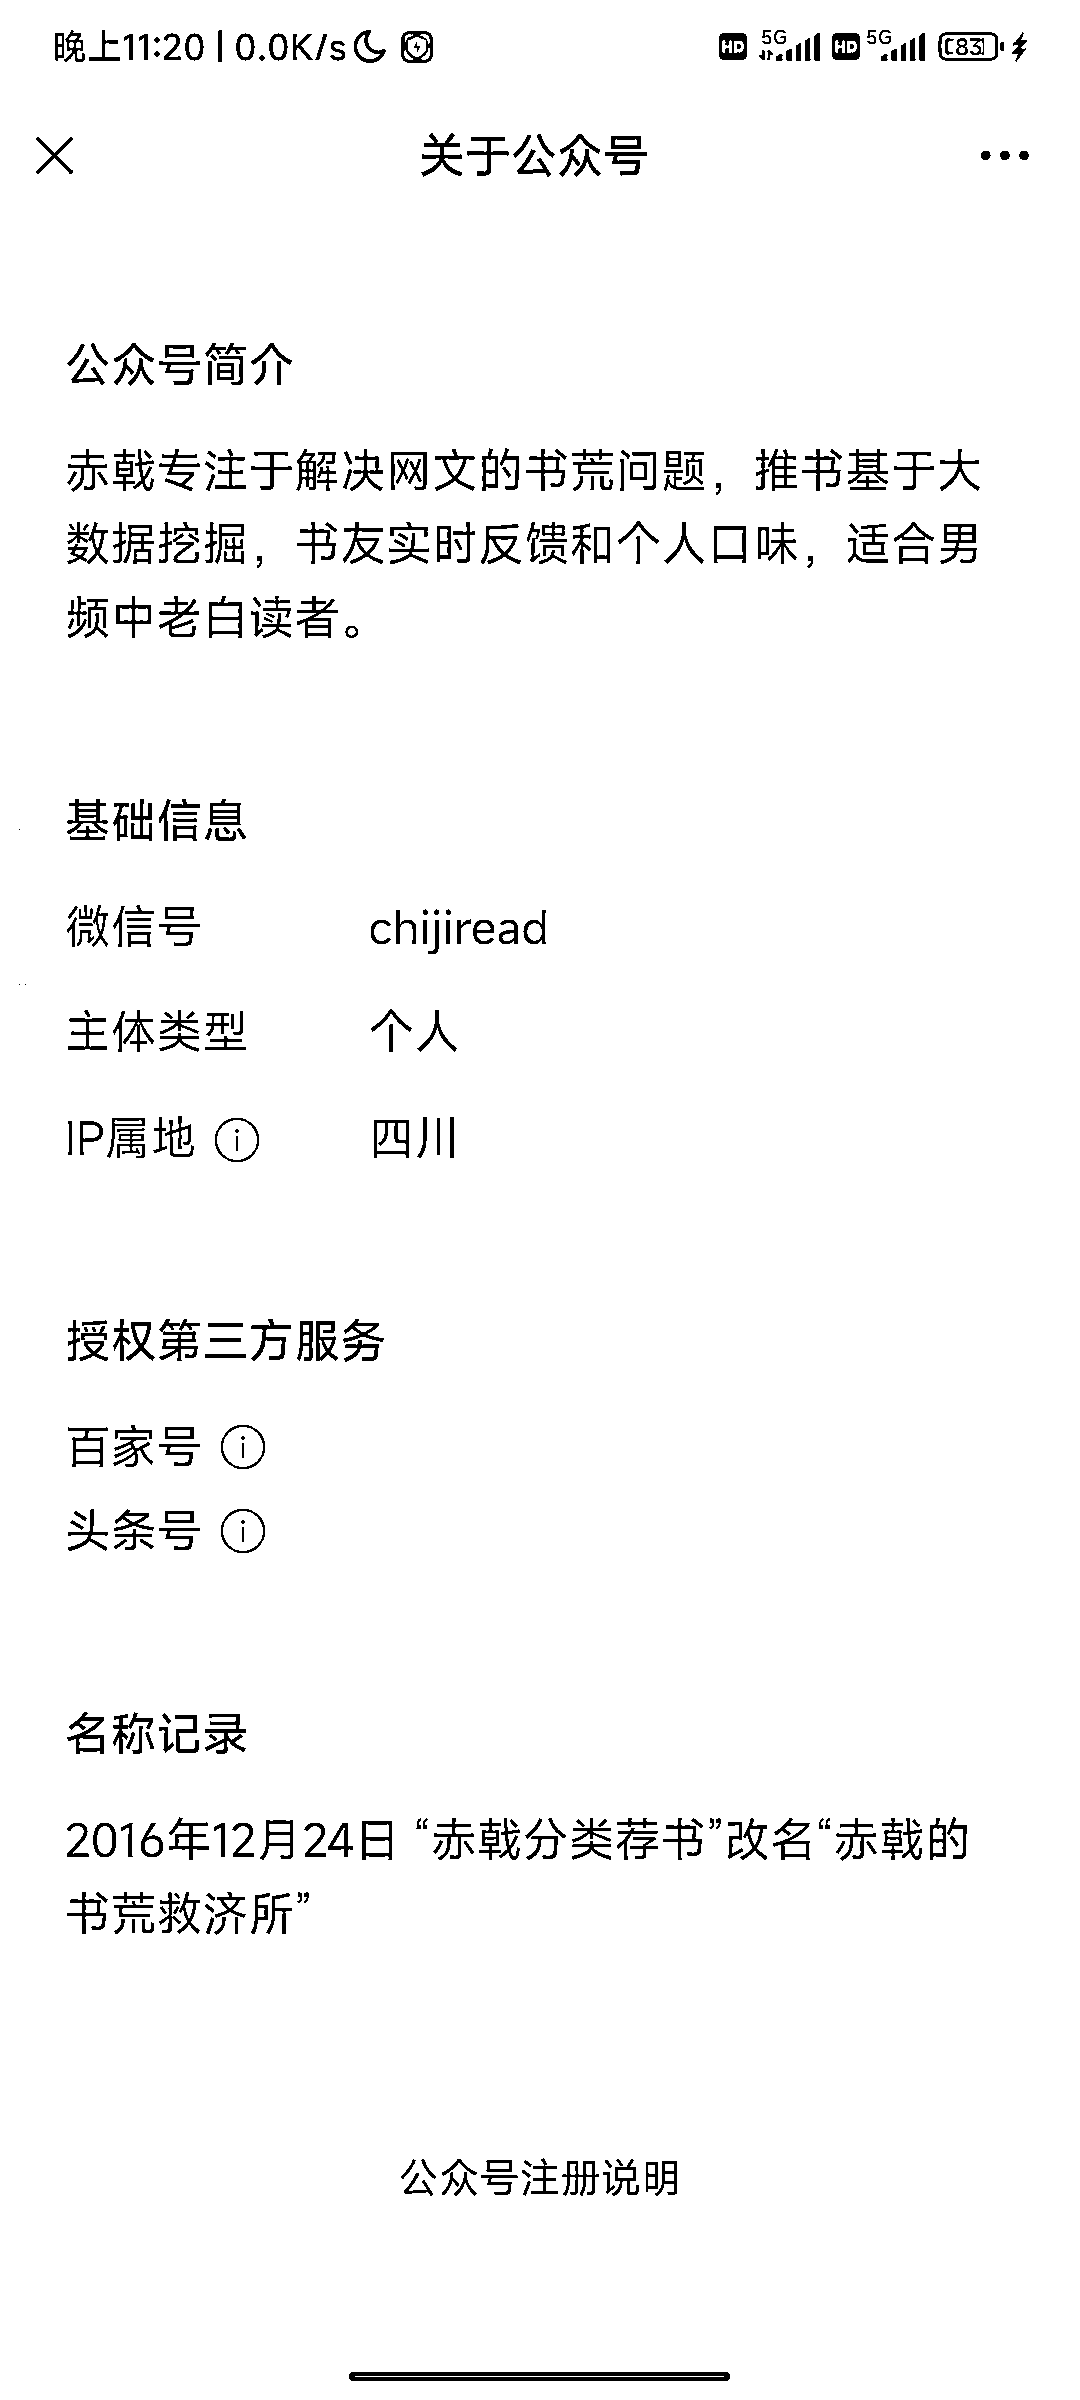 晚上11:20 | 0.0K/s HD 5G HD 5G 83
关于公众号
公众号简介
赤戟专注于解决网文的书荒问题，推书基于大
数据挖掘，书友实时反馈和个人口味，适合男
频中老白读者。
基础信息
微信号 chijiread
主体类型 个人
IP属地 四川
授权第三方服务
百家号
头条号
名称记录
2016年12月24日 “赤戟分类荐书”改名“赤戟的
书荒救济所”
公众号注册说明